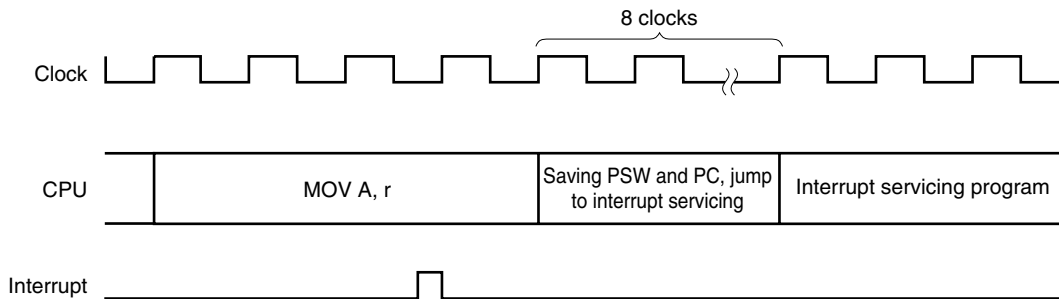 8 clocks
Clock
CPU
MOV A, r
Saving PSW and PC, jump
to interrupt servicing
Interrupt servicing program
Interrupt